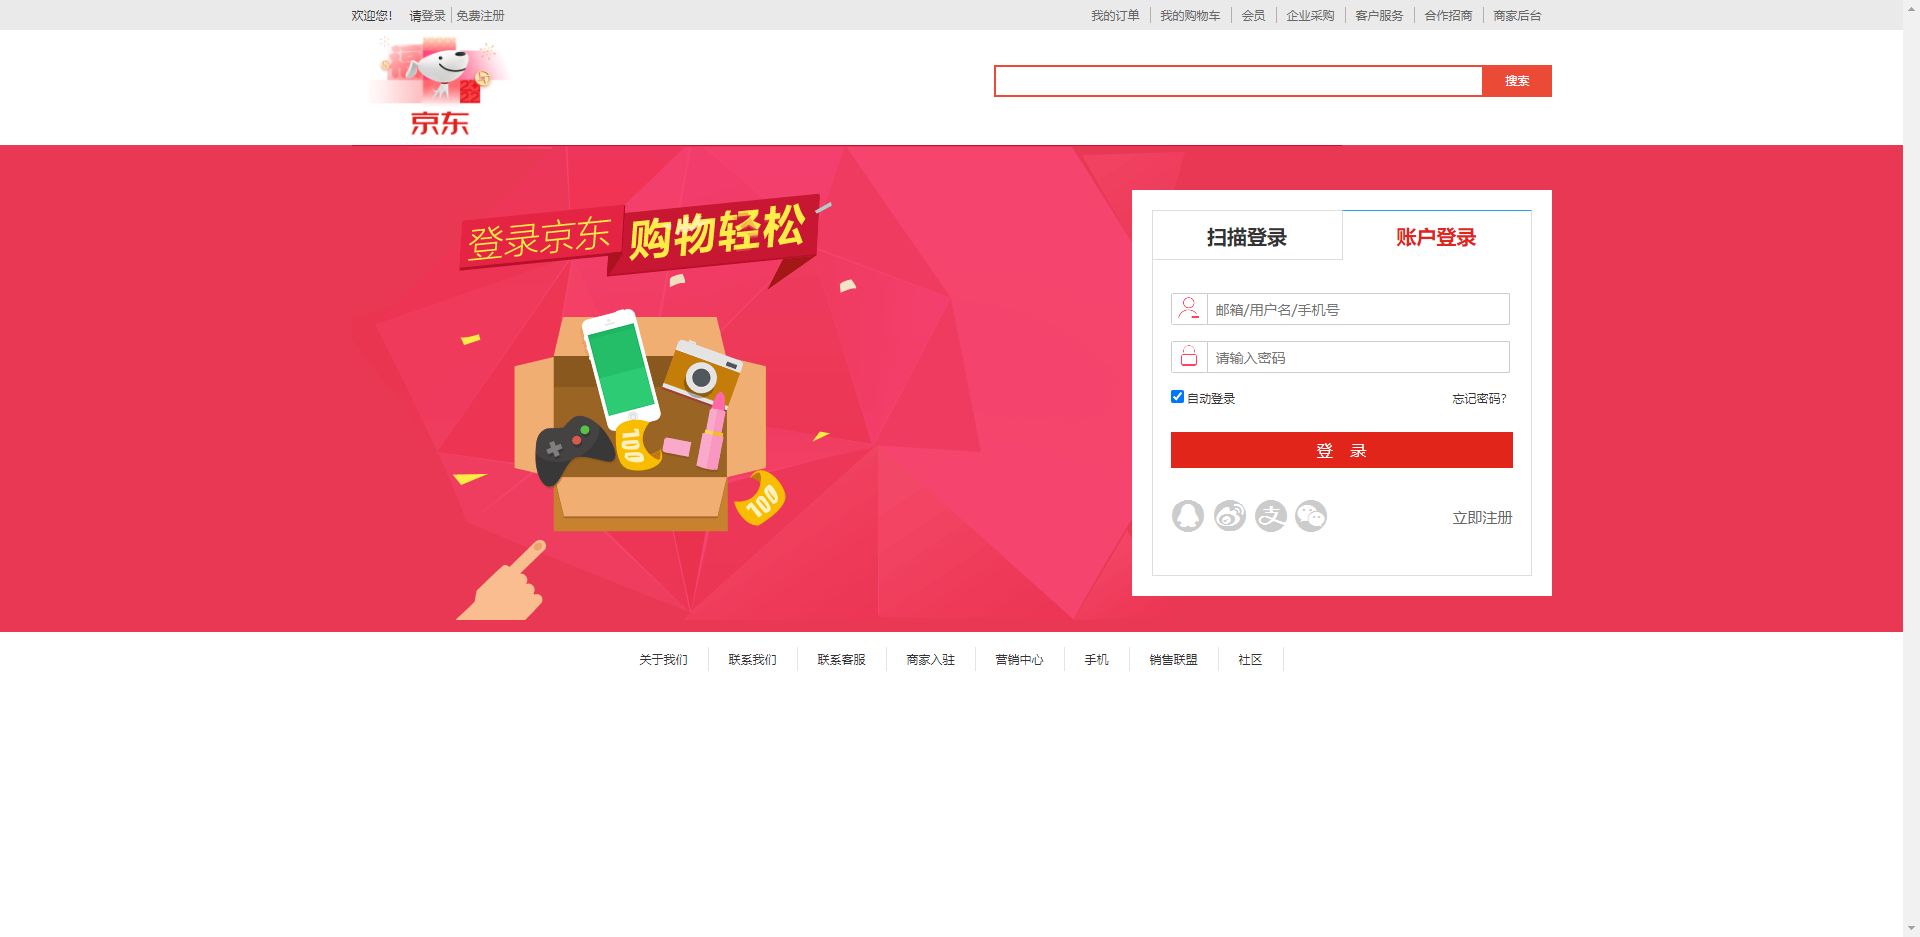 欢迎您! 请登录 免费注册
我的订单 我的购物车 会员 企业采购 客户服务 合作招商 商家后台
福
京东
搜索
登录京东 购物轻松
100
100
扫描登录 账户登录
邮箱/用户名/手机号
请输入密码
自动登录 忘记密码?
登 录
支
立即注册
关于我们 联系我们 联系客服 商家入驻 营销中心 手机 销售联盟 社区